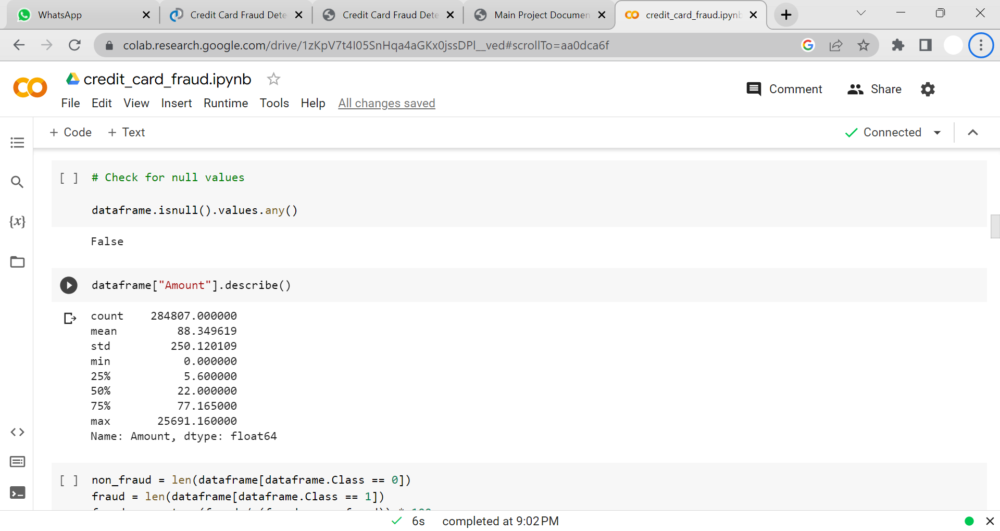 WhatsApp
Credit Card Fraud Dete
Credit Card Fraud Dete
Main Project Documen
credit_card_fraud.ipynb
colab.research.google.com/drive/1zKpV7t4I05SnHqa4aGKx0jssDPl__ved#scrollTo=aa0dca6f
credit_card_fraud.ipynb
Comment
Share
File Edit View Insert Runtime Tools Help All changes saved
+ Code + Text
Connected
[ ] # Check for null values
dataframe.isnull().values.any()
False
dataframe["Amount"].describe()
count 284807.000000
mean 88.349619
std 250.120109
min 0.000000
25% 5.600000
50% 22.000000
75% 77.165000
max 25691.160000
Name: Amount, dtype: float64
[ ] non_fraud = len(dataframe[dataframe.Class == 0])
fraud = len(dataframe[dataframe.Class == 1])
6s completed at 9:02 PM